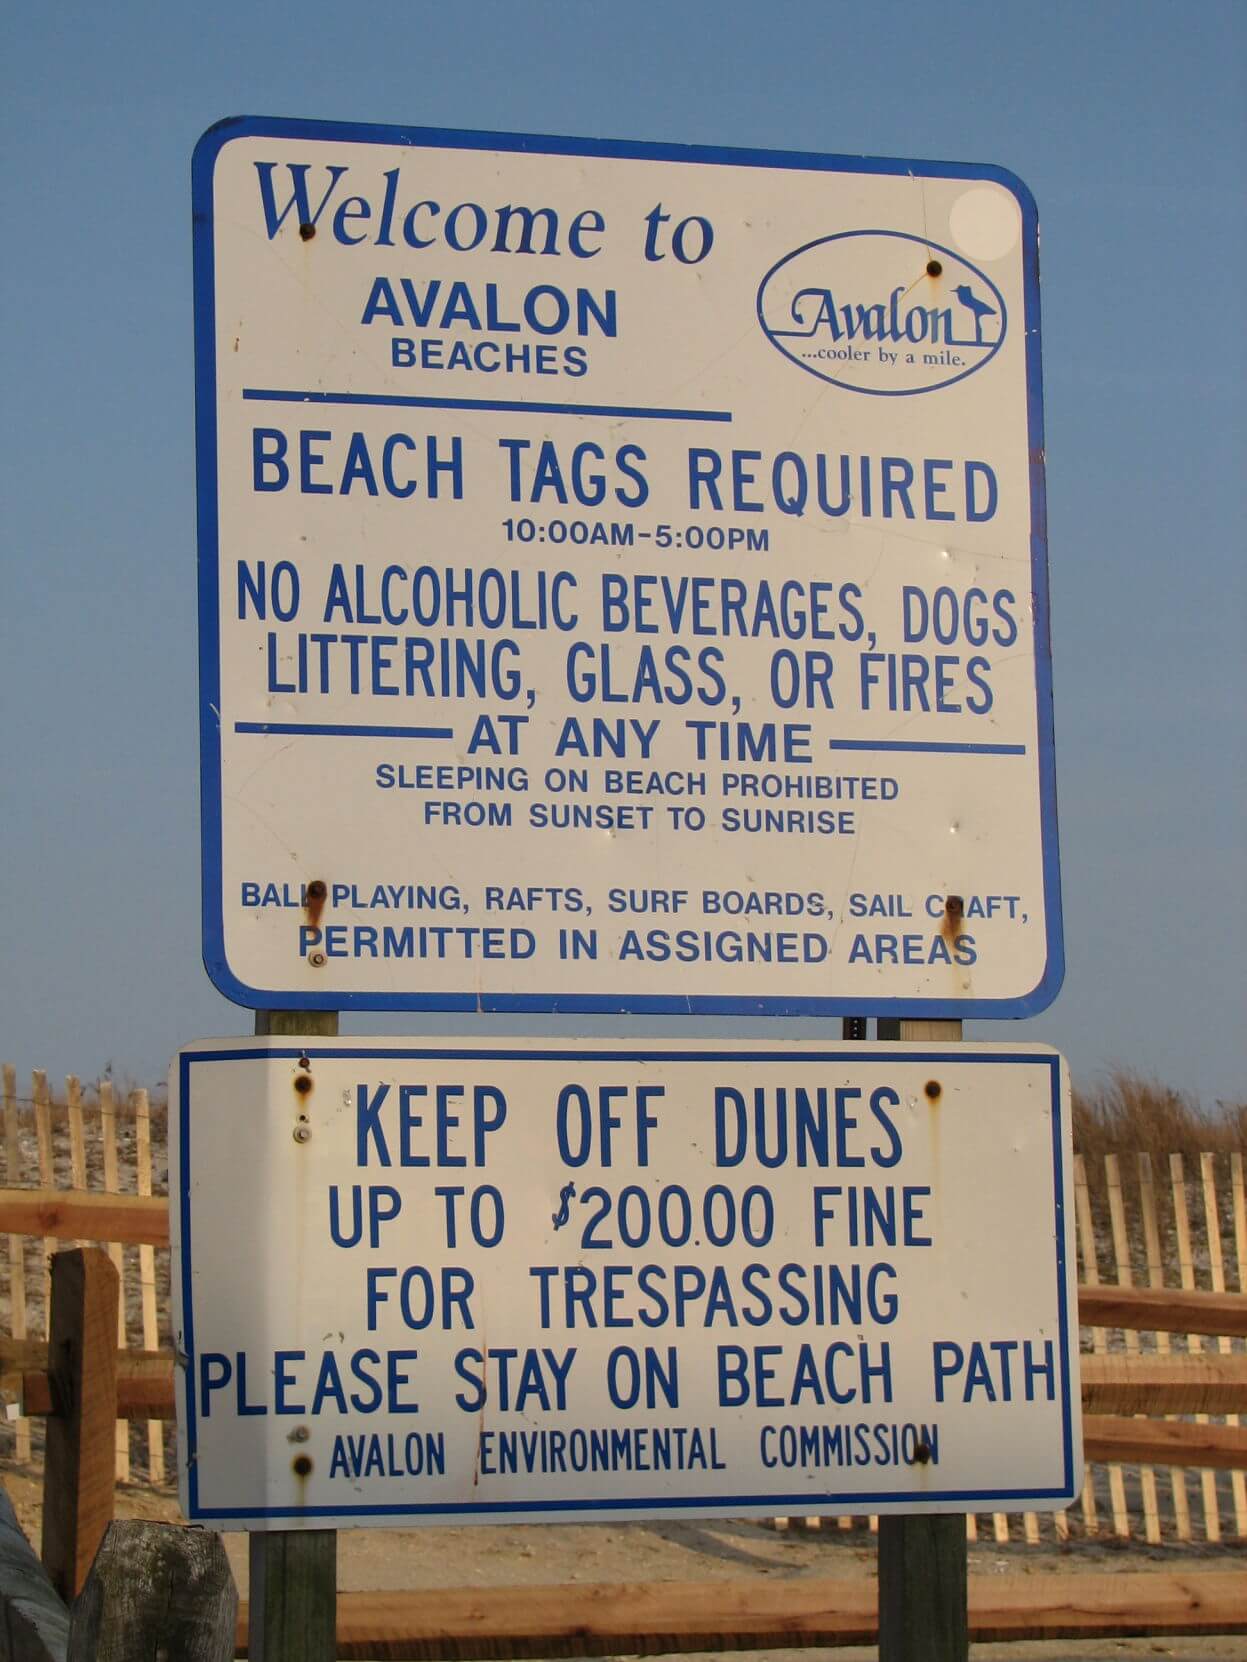 Welcome to
AVALON
BEACHES
Avalon
...cooler by a mile.
BEACH TAGS REQUIRED
10:00AM-5:00PM
NO ALCOHOLIC BEVERAGES, DOGS
LITTERING, GLASS, OR FIRES
AT ANY TIME
SLEEPING ON BEACH PROHIBITED
FROM SUNSET TO SUNRISE
BALL PLAYING, RAFTS, SURF BOARDS, SAIL CRAFT,
PERMITTED IN ASSIGNED AREAS
KEEP OFF DUNES
UP TO $200.00 FINE
FOR TRESPASSING
PLEASE STAY ON BEACH PATH
AVALON ENVIRONMENTAL COMMISSION